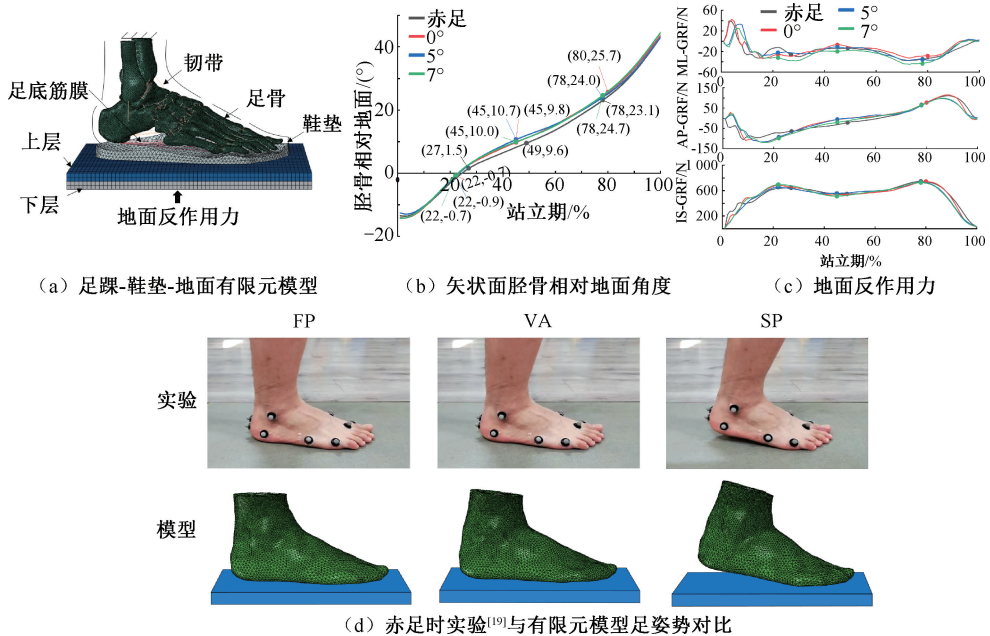 韧带
足底筋膜
足骨
鞋垫
上层
下层
地面反作用力
(a)足踝-鞋垫-地面有限元模型
胫骨相对地面/(°)
40
20
0
−20
赤足
0°
5°
7°
(80,25.7)
(78,24.0)
(45,10.7)
(45,9.8)
(78,23.1)
(45,10.0)
(78,24.7)
(27,1.5)
(49,9.6)
(22,-0.7)
(22,-0.9)
(22,-0.7)
20 40 60 80 100
站立期/%
(b)矢状面胫骨相对地面角度
ML-GRF/N
60
20
-20
-60
赤足
0°
5°
7°
AP-GRF/N
150
50
-50
-150
IS-GRF/N
1 000
600
200
0 20 40 60 80 100
站立期/%
(c)地面反作用力
FP VA SP
实验
模型
(d)赤足时实验[19]与有限元模型足姿势对比